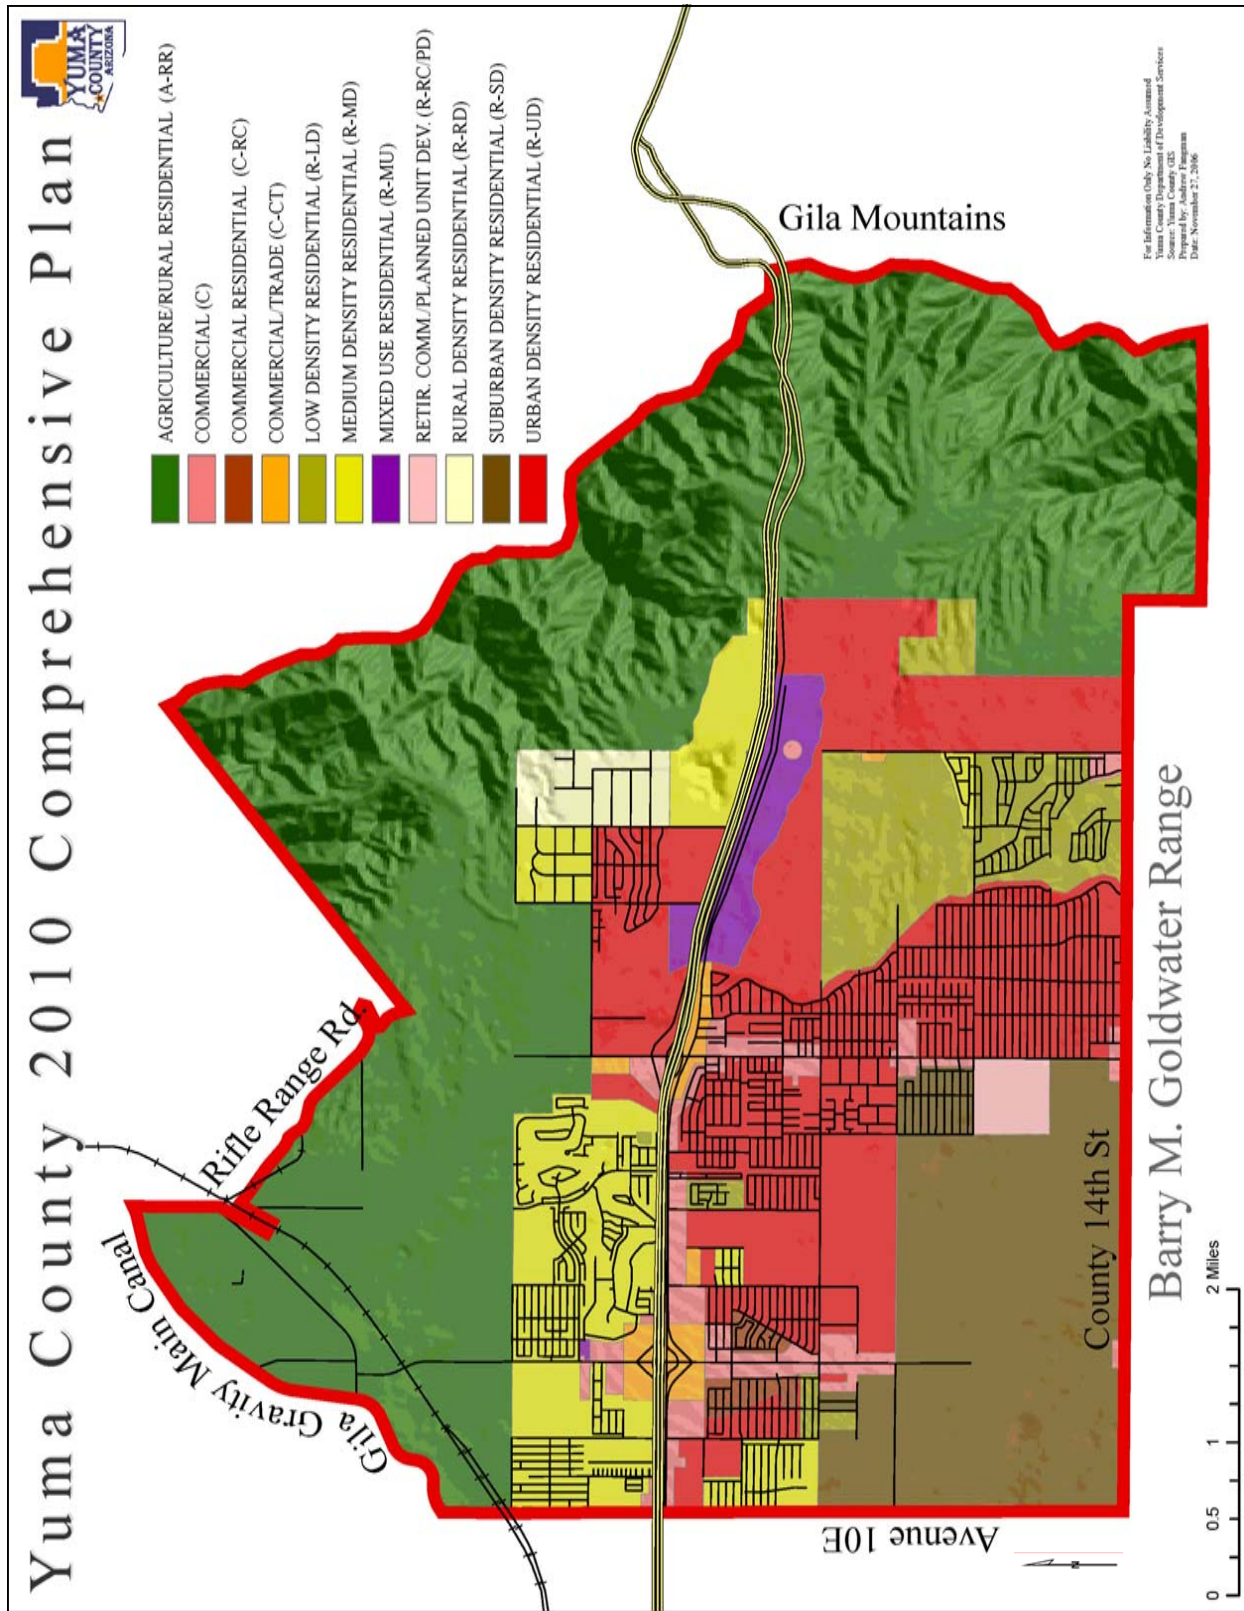 Yuma County 2010 Comprehensive Plan
YUMA
COUNTY
ARIZONA
AGRICULTURE/RURAL RESIDENTIAL (A-RR)
COMMERCIAL (C)
COMMERCIAL RESIDENTIAL (C-RC)
COMMERCIAL/TRADE (C-CT)
LOW DENSITY RESIDENTIAL (R-LD)
MEDIUM DENSITY RESIDENTIAL (R-MD)
MIXED USE RESIDENTIAL (R-MU)
RETIR. COMM./PLANNED UNIT DEV. (R-RC/PD)
RURAL DENSITY RESIDENTIAL (R-RD)
SUBURBAN DENSITY RESIDENTIAL (R-SD)
URBAN DENSITY RESIDENTIAL (R-UD)
Rifle Range Rd.
Gila Gravity Main Canal
Gila Mountains
Avenue 10E
County 14th St
Barry M. Goldwater Range
N
0 0.5 1 2 Miles
For Information Only No Liability Assumed
Yuma County Department of Development Services
Source: Yuma County GIS
Prepared by: Andrew Fangman
Date: November 27, 2006